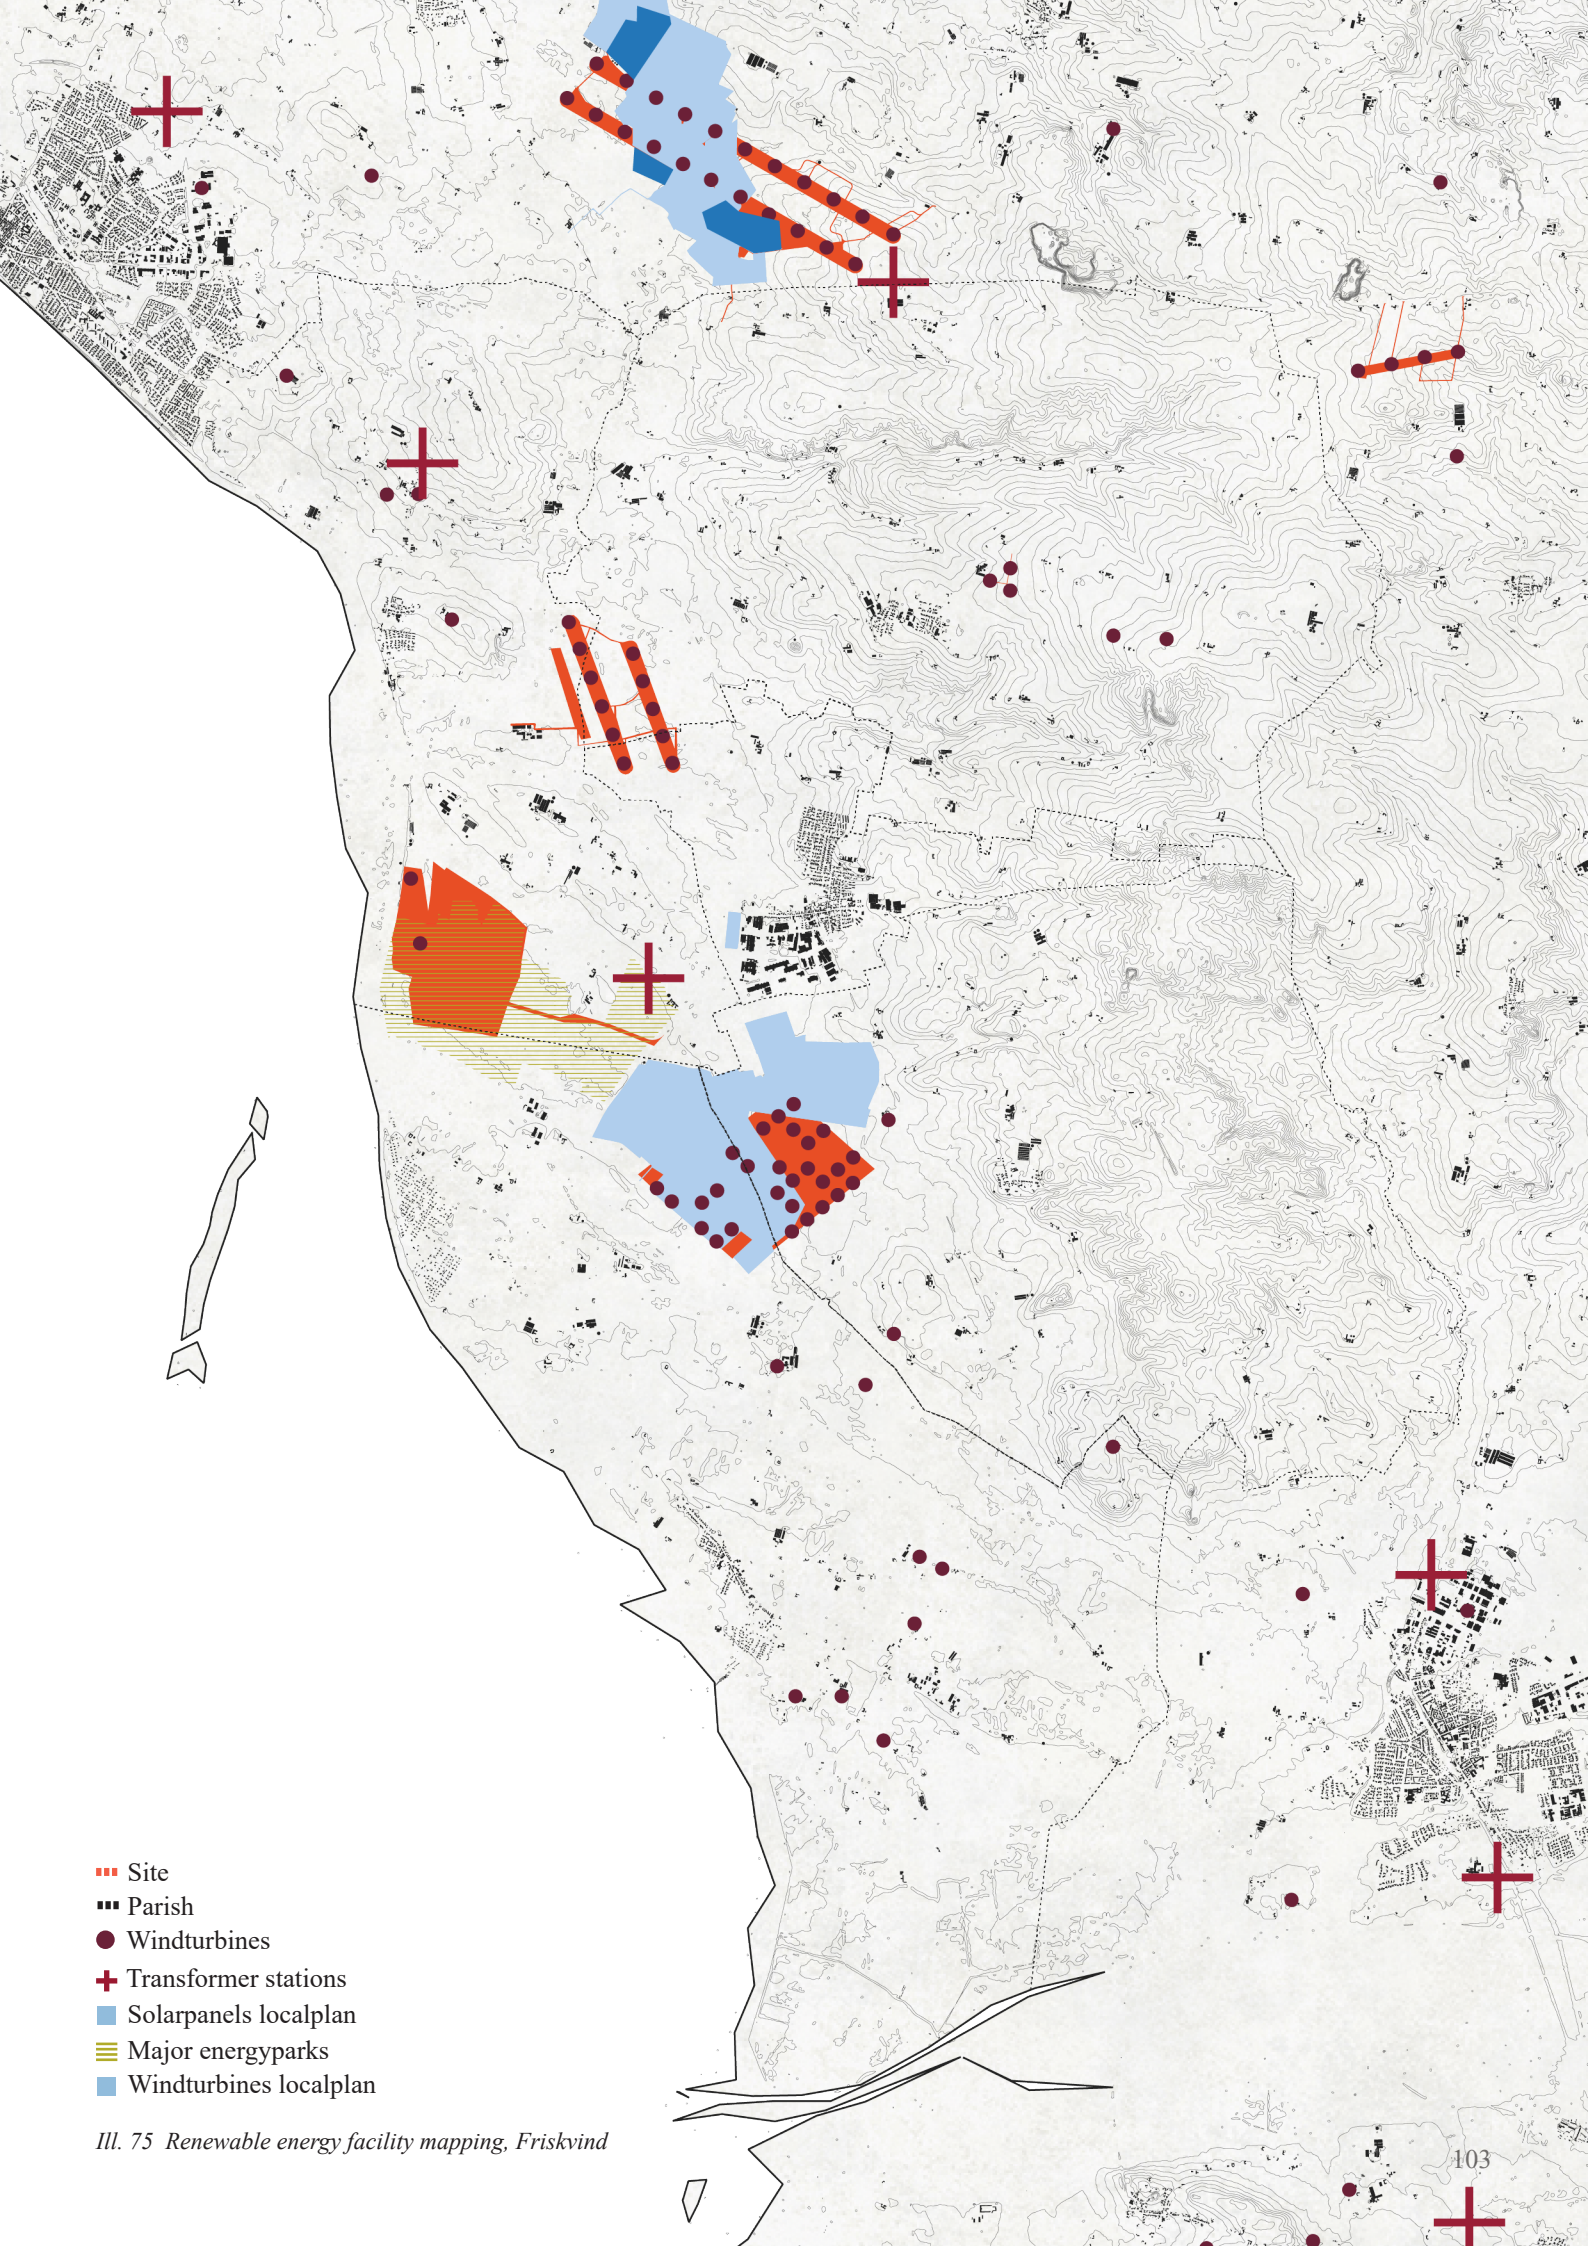 Site
Parish
Windturbines
Transformer stations
Solarpanels localplan
Major energyparks
Windturbines localplan
Ill. 75 Renewable energy facility mapping, Friskvind
103